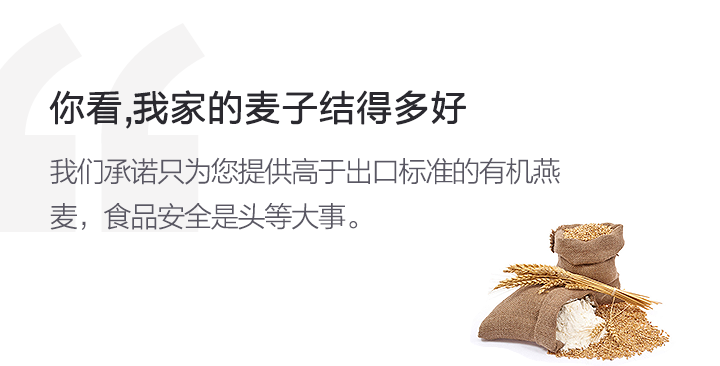 你看,我家的麦子结得多好
我们承诺只为您提供高于出口标准的有机燕
麦，食品安全是头等大事。